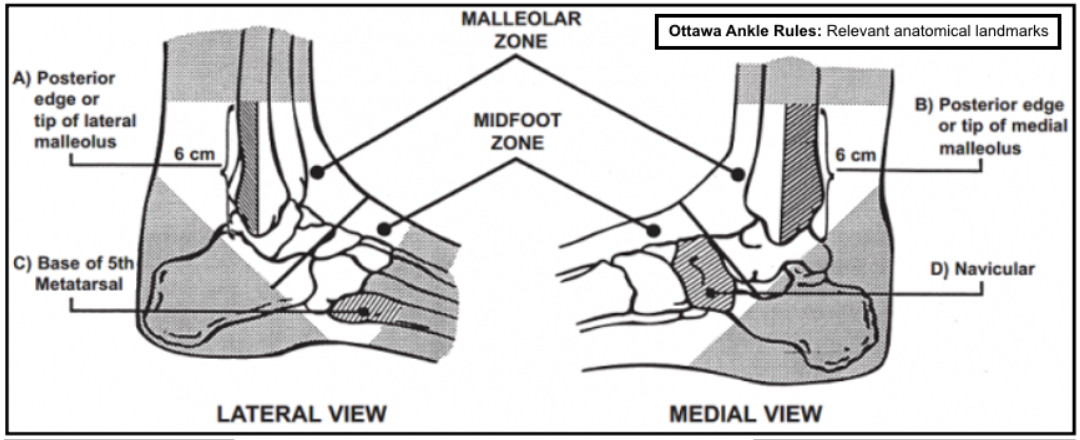 MALLEOLAR
ZONE
Ottawa Ankle Rules: Relevant anatomical landmarks
A) Posterior
edge or
tip of lateral
malleolus
6 cm
MIDFOOT
ZONE
B) Posterior edge
or tip of medial
malleolus
6 cm
C) Base of 5th
Metatarsal
D) Navicular
LATERAL VIEW
MEDIAL VIEW